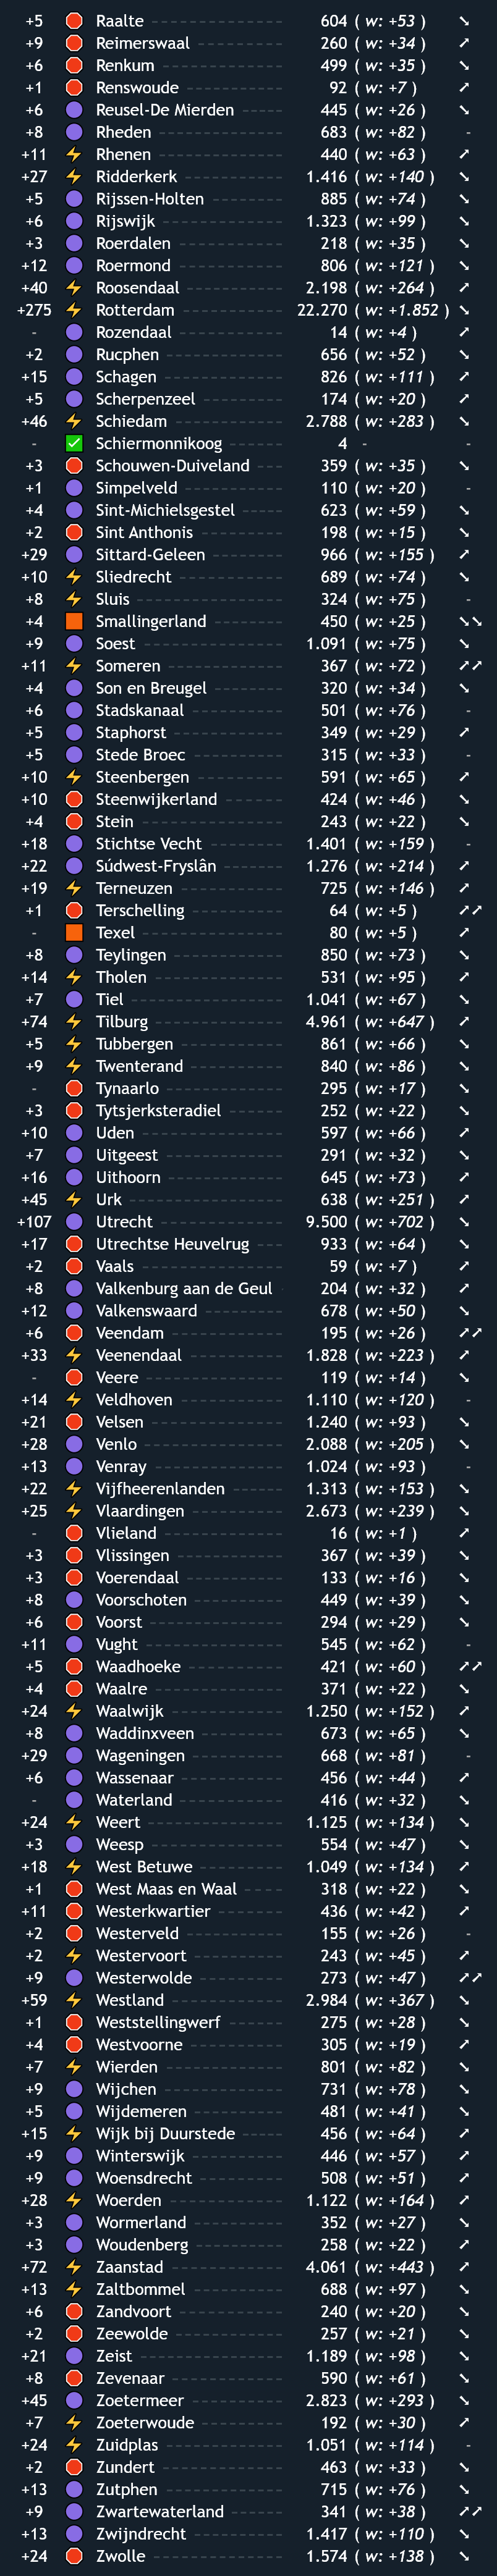 +5 Raalte 604 ( w: +53 ) ↘
+9 Reimerswaal 260 ( w: +34 ) ↗
+6 Renkum 499 ( w: +35 ) ↘
+1 Renswoude 92 ( w: +7 ) ↗
+6 Reusel-De Mierden 445 ( w: +26 ) ↘
+8 Rheden 683 ( w: +82 ) -
+11 Rhenen 440 ( w: +63 ) ↗
+27 Ridderkerk 1.416 ( w: +140 ) ↘
+5 Rijssen-Holten 885 ( w: +74 ) ↘
+6 Rijswijk 1.323 ( w: +99 ) ↘
+3 Roerdalen 218 ( w: +35 ) ↘
+12 Roermond 806 ( w: +121 ) ↘
+40 Roosendaal 2.198 ( w: +264 ) ↗
+275 Rotterdam 22.270 ( w: +1.852 ) ↘
- Rozendaal 14 ( w: +4 ) ↗
+2 Rucphen 656 ( w: +52 ) ↘
+15 Schagen 826 ( w: +111 ) ↗
+5 Scherpenzeel 174 ( w: +20 ) ↗
+46 Schiedam 2.788 ( w: +283 ) ↘
- Schiermonnikoog 4 - -
+3 Schouwen-Duiveland 359 ( w: +35 ) ↘
+1 Simpelveld 110 ( w: +20 ) -
+4 Sint-Michielsgestel 623 ( w: +59 ) ↘
+2 Sint Anthonis 198 ( w: +15 ) ↘
+29 Sittard-Geleen 966 ( w: +155 ) ↗
+10 Sliedrecht 689 ( w: +74 ) ↘
+8 Sluis 324 ( w: +75 ) -
+4 Smallingerland 450 ( w: +25 ) ↘↘
+9 Soest 1.091 ( w: +75 ) ↘
+11 Someren 367 ( w: +72 ) ↗↗
+4 Son en Breugel 320 ( w: +34 ) ↘
+6 Stadskanaal 501 ( w: +76 ) -
+5 Staphorst 349 ( w: +29 ) ↗
+5 Stede Broec 315 ( w: +33 ) -
+10 Steenbergen 591 ( w: +65 ) ↗
+10 Steenwijkerland 424 ( w: +46 ) ↘
+4 Stein 243 ( w: +22 ) ↘
+18 Stichtse Vecht 1.401 ( w: +159 ) -
+22 Súdwest-Fryslân 1.276 ( w: +214 ) ↗
+19 Terneuzen 725 ( w: +146 ) ↗
+1 Terschelling 64 ( w: +5 ) ↗↗
- Texel 80 ( w: +5 ) ↗
+8 Teylingen 850 ( w: +73 ) ↘
+14 Tholen 531 ( w: +95 ) ↗
+7 Tiel 1.041 ( w: +67 ) ↘
+74 Tilburg 4.961 ( w: +647 ) ↗
+5 Tubbergen 861 ( w: +66 ) ↘
+9 Twenterand 840 ( w: +86 ) ↘
- Tynaarlo 295 ( w: +17 ) ↘
+3 Tytsjerksteradiel 252 ( w: +22 ) ↘
+10 Uden 597 ( w: +66 ) ↗
+7 Uitgeest 291 ( w: +32 ) ↘
+16 Uithoorn 645 ( w: +73 ) ↗
+45 Urk 638 ( w: +251 ) ↗
+107 Utrecht 9.500 ( w: +702 ) ↘
+17 Utrechtse Heuvelrug 933 ( w: +64 ) ↘
+2 Vaals 59 ( w: +7 ) ↗
+8 Valkenburg aan de Geul 204 ( w: +32 ) ↗
+12 Valkenswaard 678 ( w: +50 ) ↘
+6 Veendam 195 ( w: +26 ) ↗↗
+33 Veenendaal 1.828 ( w: +223 ) ↗
- Veere 119 ( w: +14 ) ↘
+14 Veldhoven 1.110 ( w: +120 ) -
+21 Velsen 1.240 ( w: +93 ) ↘
+28 Venlo 2.088 ( w: +205 ) ↘
+13 Venray 1.024 ( w: +93 ) -
+22 Vijfheerenlanden 1.313 ( w: +153 ) ↘
+25 Vlaardingen 2.673 ( w: +239 ) ↘
- Vlieland 16 ( w: +1 ) ↗
+3 Vlissingen 367 ( w: +39 ) ↘
+3 Voerendaal 133 ( w: +16 ) ↘
+8 Voorschoten 449 ( w: +39 ) ↘
+6 Voorst 294 ( w: +29 ) ↘
+11 Vught 545 ( w: +62 ) -
+5 Waadhoeke 421 ( w: +60 ) ↗↗
+4 Waalre 371 ( w: +22 ) ↘
+24 Waalwijk 1.250 ( w: +152 ) ↗
+8 Waddinxveen 673 ( w: +65 ) ↘
+29 Wageningen 668 ( w: +81 ) -
+6 Wassenaar 456 ( w: +44 ) ↗
- Waterland 416 ( w: +32 ) ↘
+24 Weert 1.125 ( w: +134 ) ↘
+3 Weesp 554 ( w: +47 ) ↘
+18 West Betuwe 1.049 ( w: +134 ) ↗
+1 West Maas en Waal 318 ( w: +22 ) ↘
+11 Westerkwartier 436 ( w: +42 ) ↗
+2 Westerveld 155 ( w: +26 ) -
+2 Westervoort 243 ( w: +45 ) ↗
+9 Westerwolde 273 ( w: +47 ) ↗↗
+59 Westland 2.984 ( w: +367 ) ↘
+1 Weststellingwerf 275 ( w: +28 ) ↘
+4 Westvoorne 305 ( w: +19 ) ↗
+7 Wierden 801 ( w: +82 ) ↘
+9 Wijchen 731 ( w: +78 ) ↘
+5 Wijdemeren 481 ( w: +41 ) ↘
+15 Wijk bij Duurstede 456 ( w: +64 ) ↗
+9 Winterswijk 446 ( w: +57 ) ↗
+9 Woensdrecht 508 ( w: +51 ) ↗
+28 Woerden 1.122 ( w: +164 ) ↗
+3 Wormerland 352 ( w: +27 ) ↘
+3 Woudenberg 258 ( w: +22 ) ↗
+72 Zaanstad 4.061 ( w: +443 ) ↗
+13 Zaltbommel 688 ( w: +97 ) ↘
+6 Zandvoort 240 ( w: +20 ) ↘
+2 Zeewolde 257 ( w: +21 ) ↘
+21 Zeist 1.189 ( w: +98 ) ↘
+8 Zevenaar 590 ( w: +61 ) ↘
+45 Zoetermeer 2.823 ( w: +293 ) ↘
+7 Zoeterwoude 192 ( w: +30 ) ↗
+24 Zuidplas 1.051 ( w: +114 ) -
+2 Zundert 463 ( w: +33 ) ↘
+13 Zutphen 715 ( w: +76 ) ↘
+9 Zwartewaterland 341 ( w: +38 ) ↗↗
+13 Zwijndrecht 1.417 ( w: +110 ) ↘
+24 Zwolle 1.574 ( w: +138 ) ↘